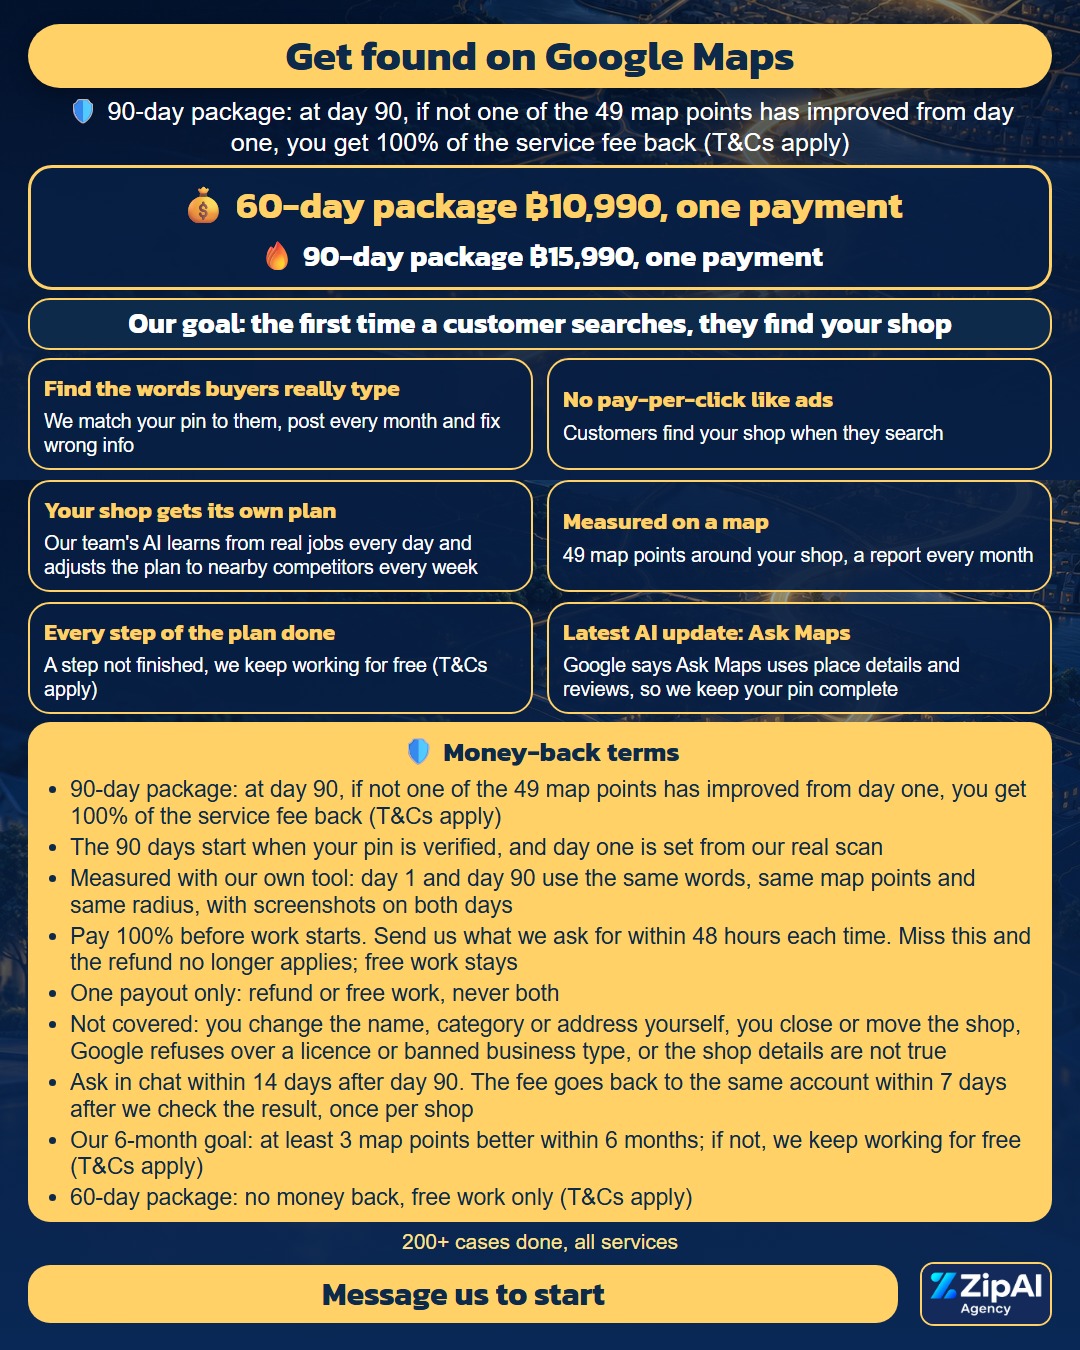 Get found on Google Maps
90-day package: at day 90, if not one of the 49 map points has improved from day
one, you get 100% of the service fee back (T&Cs apply)
60-day package ฿10,990, one payment
90-day package ฿15,990, one payment
Our goal: the first time a customer searches, they find your shop
Find the words buyers really type
We match your pin to them, post every month and fix
wrong info
No pay-per-click like ads
Customers find your shop when they search
Your shop gets its own plan
Our team's AI learns from real jobs every day and
adjusts the plan to nearby competitors every week
Measured on a map
49 map points around your shop, a report every month
Every step of the plan done
A step not finished, we keep working for free (T&Cs
apply)
Latest AI update: Ask Maps
Google says Ask Maps uses place details and
reviews, so we keep your pin complete
Money-back terms
• 90-day package: at day 90, if not one of the 49 map points has improved from day one, you get
100% of the service fee back (T&Cs apply)
• The 90 days start when your pin is verified, and day one is set from our real scan
• Measured with our own tool: day 1 and day 90 use the same words, same map points and
same radius, with screenshots on both days
• Pay 100% before work starts. Send us what we ask for within 48 hours each time. Miss this and
the refund no longer applies; free work stays
• One payout only: refund or free work, never both
• Not covered: you change the name, category or address yourself, you close or move the shop,
Google refuses over a licence or banned business type, or the shop details are not true
• Ask in chat within 14 days after day 90. The fee goes back to the same account within 7 days
after we check the result, once per shop
• Our 6-month goal: at least 3 map points better within 6 months; if not, we keep working for free
(T&Cs apply)
• 60-day package: no money back, free work only (T&Cs apply)
200+ cases done, all services
Message us to start
ZipAI
Agency